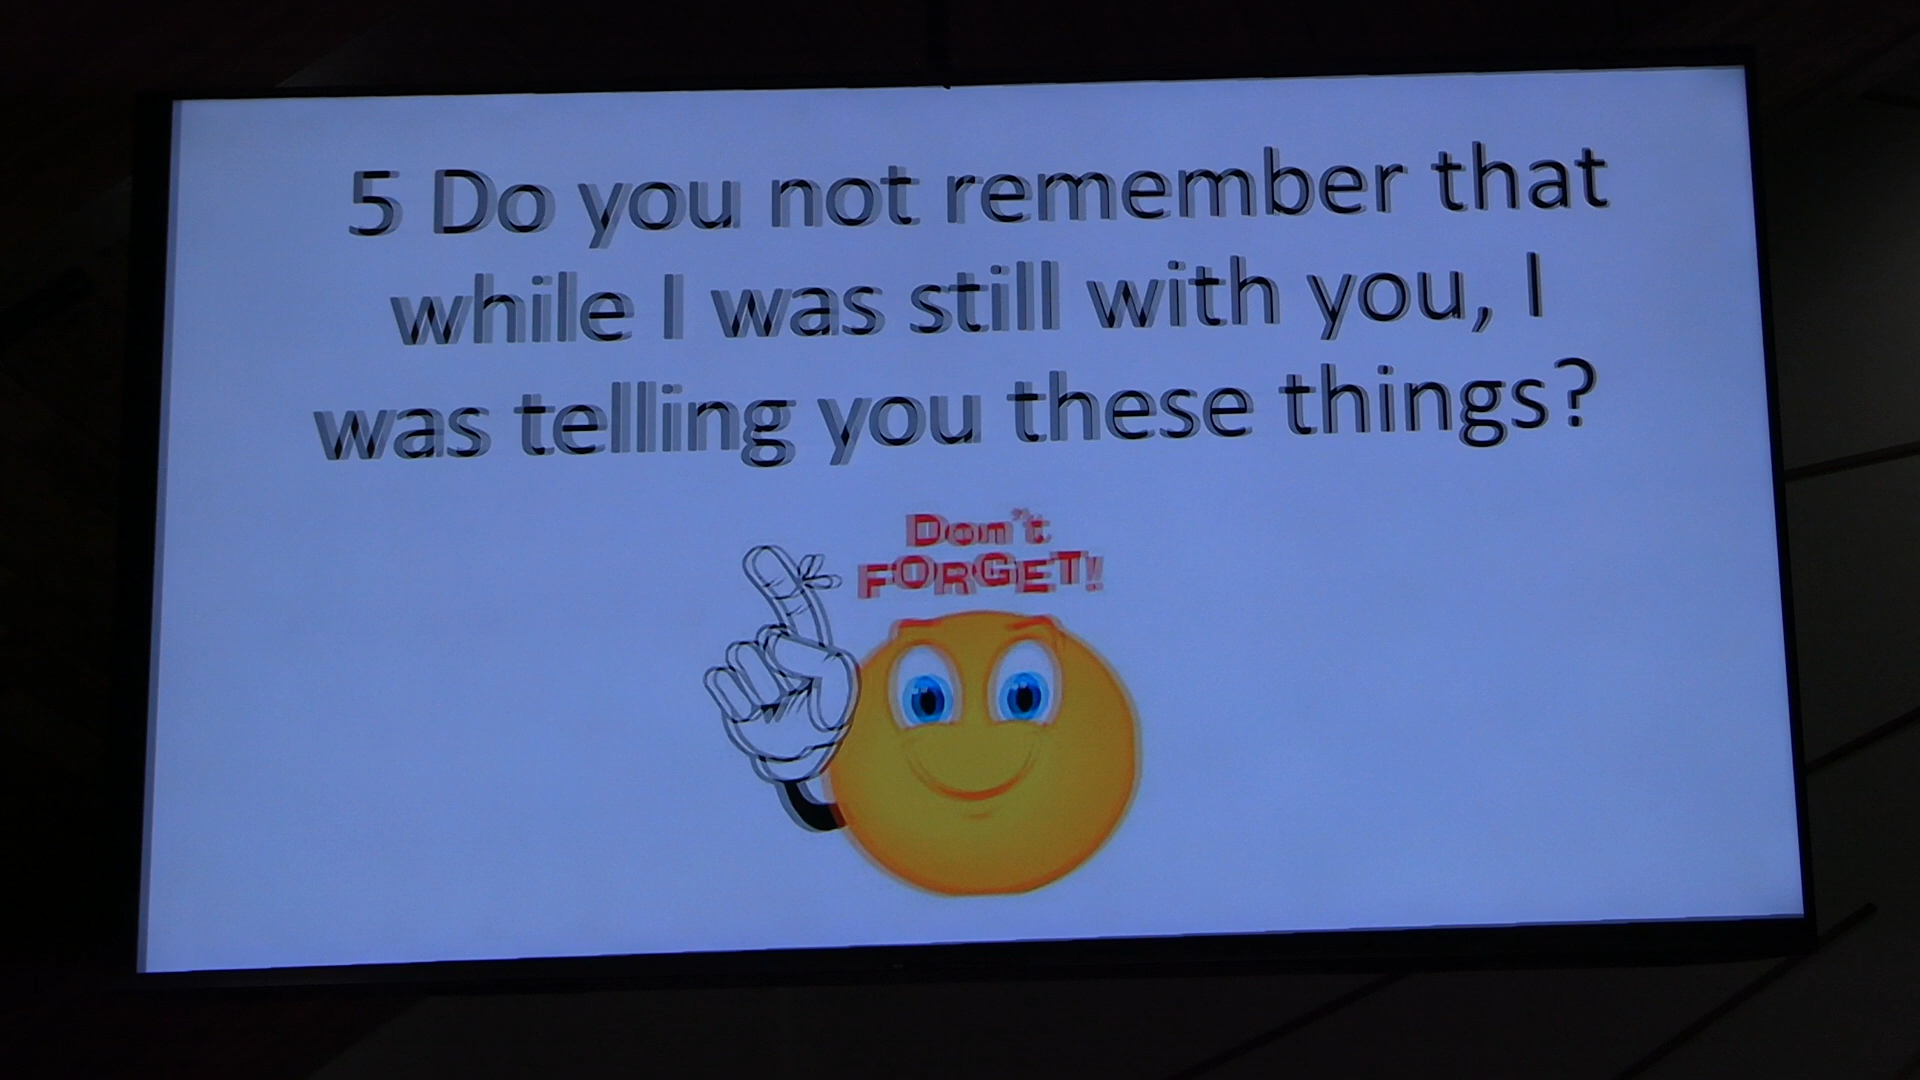 5 Do you not remember that
while I was still with you, I
was telling you these things?
Don't
FORGET!